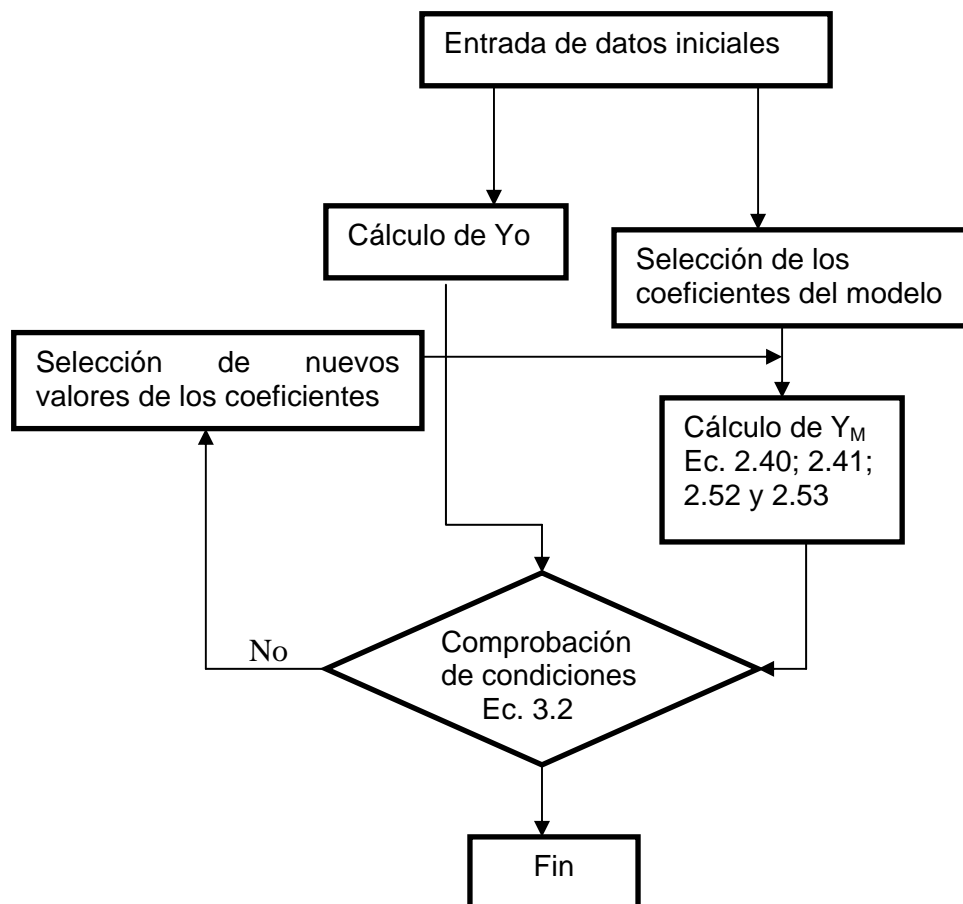 Entrada de datos iniciales
Cálculo de Yo
Selección de los
coeficientes del modelo
Selección de nuevos
valores de los coeficientes
Cálculo de Y_M
Ec. 2.40; 2.41;
2.52 y 2.53
Comprobación
de condiciones
Ec. 3.2
No
Fin